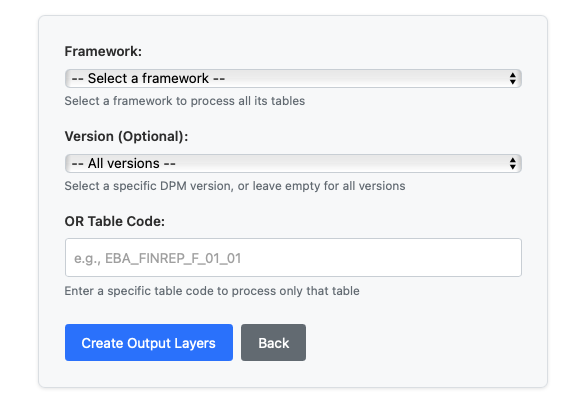 Framework:
-- Select a framework --
Select a framework to process all its tables
Version (Optional):
-- All versions --
Select a specific DPM version, or leave empty for all versions
OR Table Code:
e.g., EBA_FINREP_F_01_01
Enter a specific table code to process only that table
Create Output Layers Back